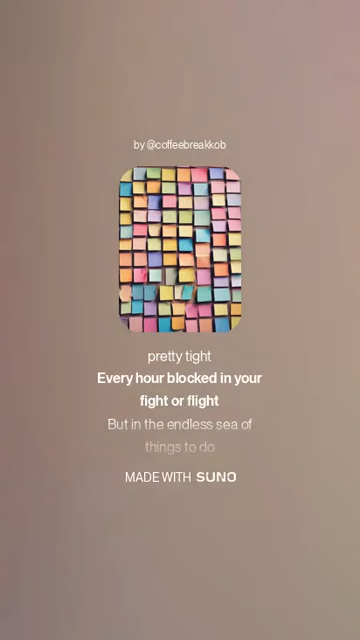 by @coffeebreakkob
pretty tight
Every hour blocked in your
fight or flight
But in the endless sea of
things to do
MADE WITH SUNO